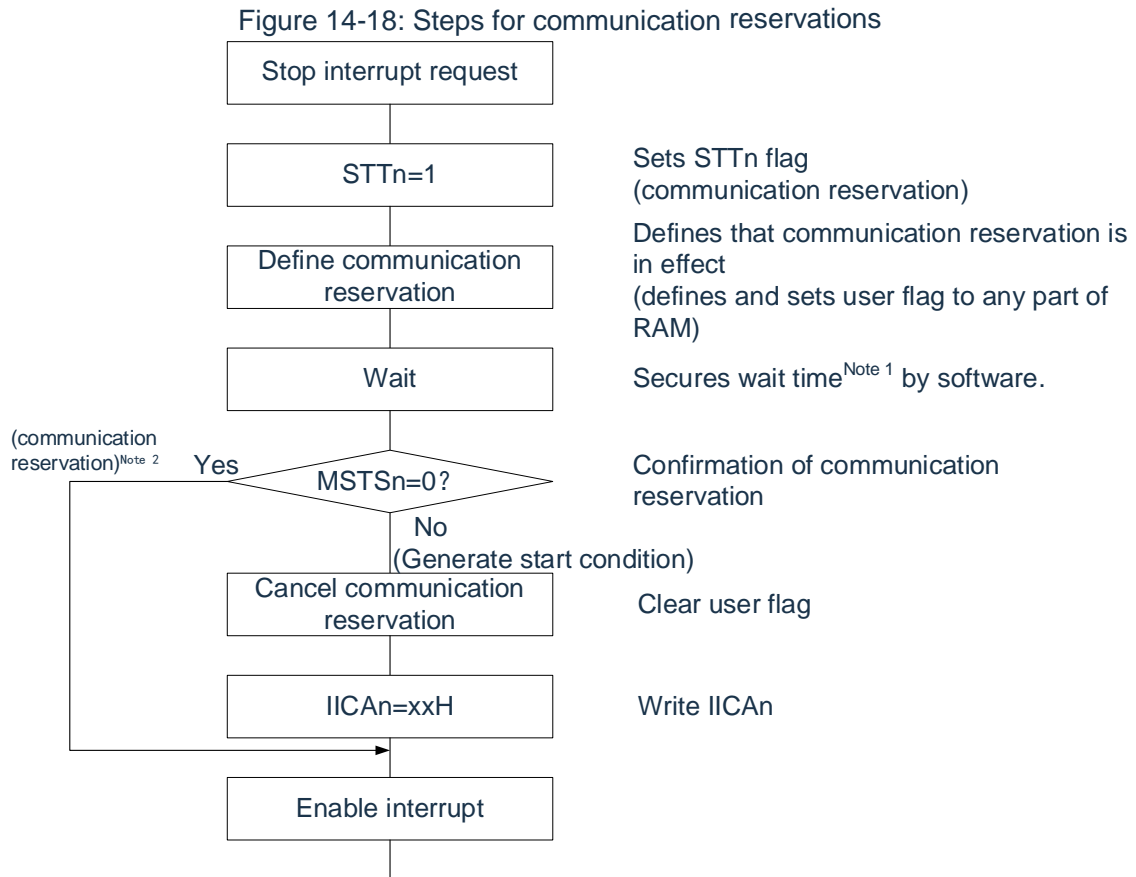 Figure 14-18: Steps for communication reservations
Stop interrupt request
STTn=1
Sets STTn flag
(communication reservation)
Define communication
reservation
Defines that communication reservation is
in effect
(defines and sets user flag to any part of
RAM)
Wait
Secures wait time Note 1 by software.
(communication
reservation) Note 2
Yes
MSTSn=0?
Confirmation of communication
reservation
No
(Generate start condition)
Cancel communication
reservation
Clear user flag
IICAn=xxH
Write IICAn
Enable interrupt